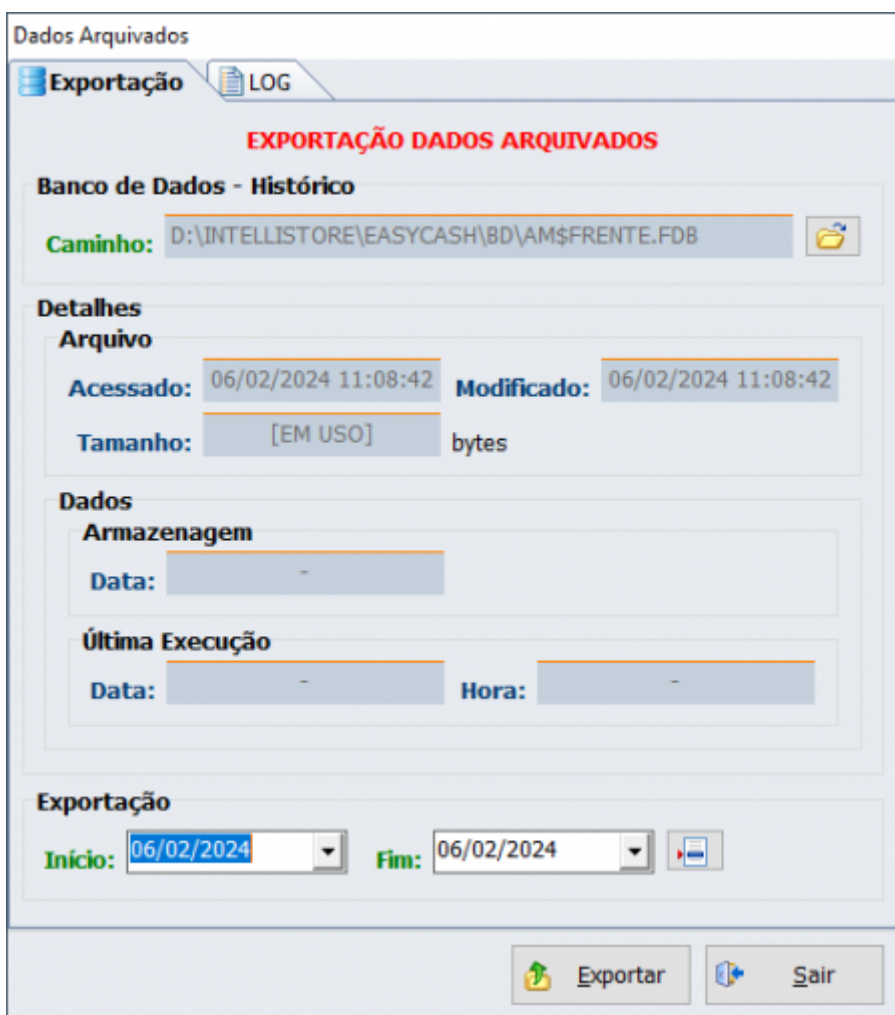 Dados Arquivados
Exportação LOG
EXPORTAÇÃO DADOS ARQUIVADOS
Banco de Dados - Histórico
Caminho: D:\INTELLISTORE\EASYCASH\BD\AM$FRENTE.FDB
Detalhes
Arquivo
Acessado: 06/02/2024 11:08:42 Modificado: 06/02/2024 11:08:42
Tamanho: [EM USO] bytes
Dados
Armazenagem
Data: -
Última Execução
Data: - Hora: -
Exportação
Início: 06/02/2024 Fim: 06/02/2024
Exportar Sair